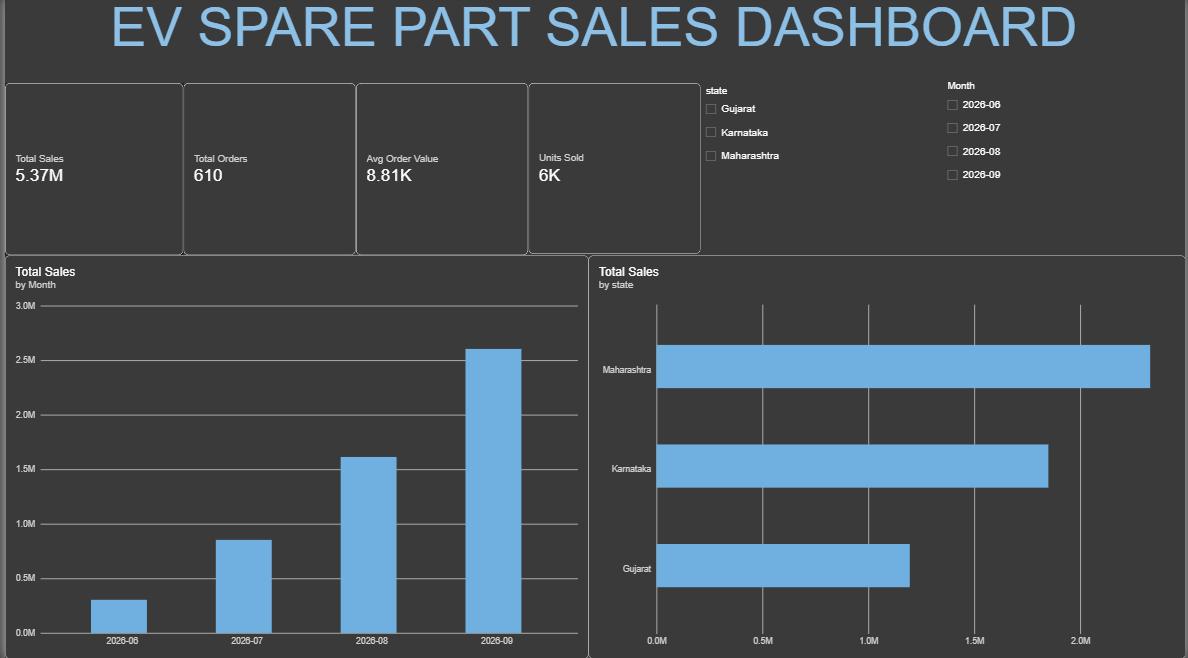 EV SPARE PART SALES DASHBOARD
Total Sales
5.37M
Total Orders
610
Avg Order Value
8.81K
Units Sold
6K
state
Gujarat
Karnataka
Maharashtra
Month
2026-06
2026-07
2026-08
2026-09
Total Sales
by Month
3.0M
2.5M
2.0M
1.5M
1.0M
0.5M
0.0M
2026-06 2026-07 2026-08 2026-09
Total Sales
by state
Maharashtra
Karnataka
Gujarat
0.0M 0.5M 1.0M 1.5M 2.0M